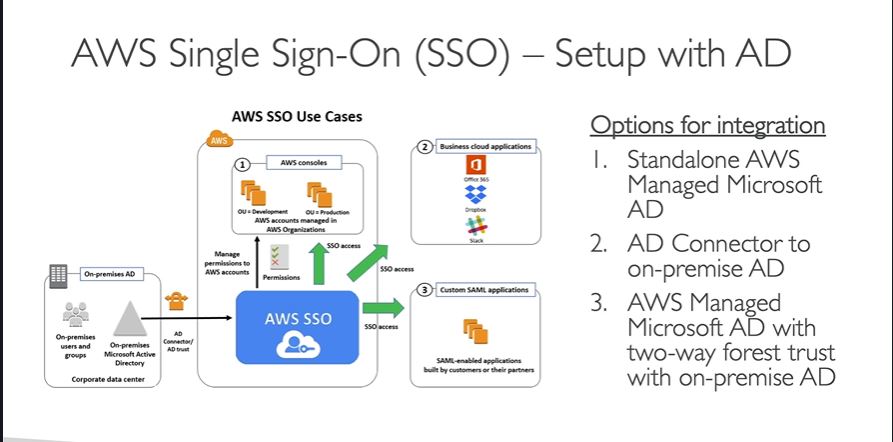 AWS Single Sign-On (SSO) – Setup with AD
AWS SSO Use Cases
AWS
1
AWS consoles
OU = Development
OU = Production
AWS accounts managed in
AWS Organizations
Manage
permissions to
AWS accounts
Permissions
SSO access
SSO access
SSO access
AWS SSO
On-premises AD
On-premises
users and
groups
On-premises
Microsoft Active
Directory
Corporate data center
AD
Connector/
AD trust
2
Business cloud applications
Office 365
Dropbox
Slack
3
Custom SAML applications
SAML-enabled applications
built by customers or their partners
Options for integration
1. Standalone AWS
Managed Microsoft
AD
2. AD Connector to
on-premise AD
3. AWS Managed
Microsoft AD with
two-way forest trust
with on-premise AD